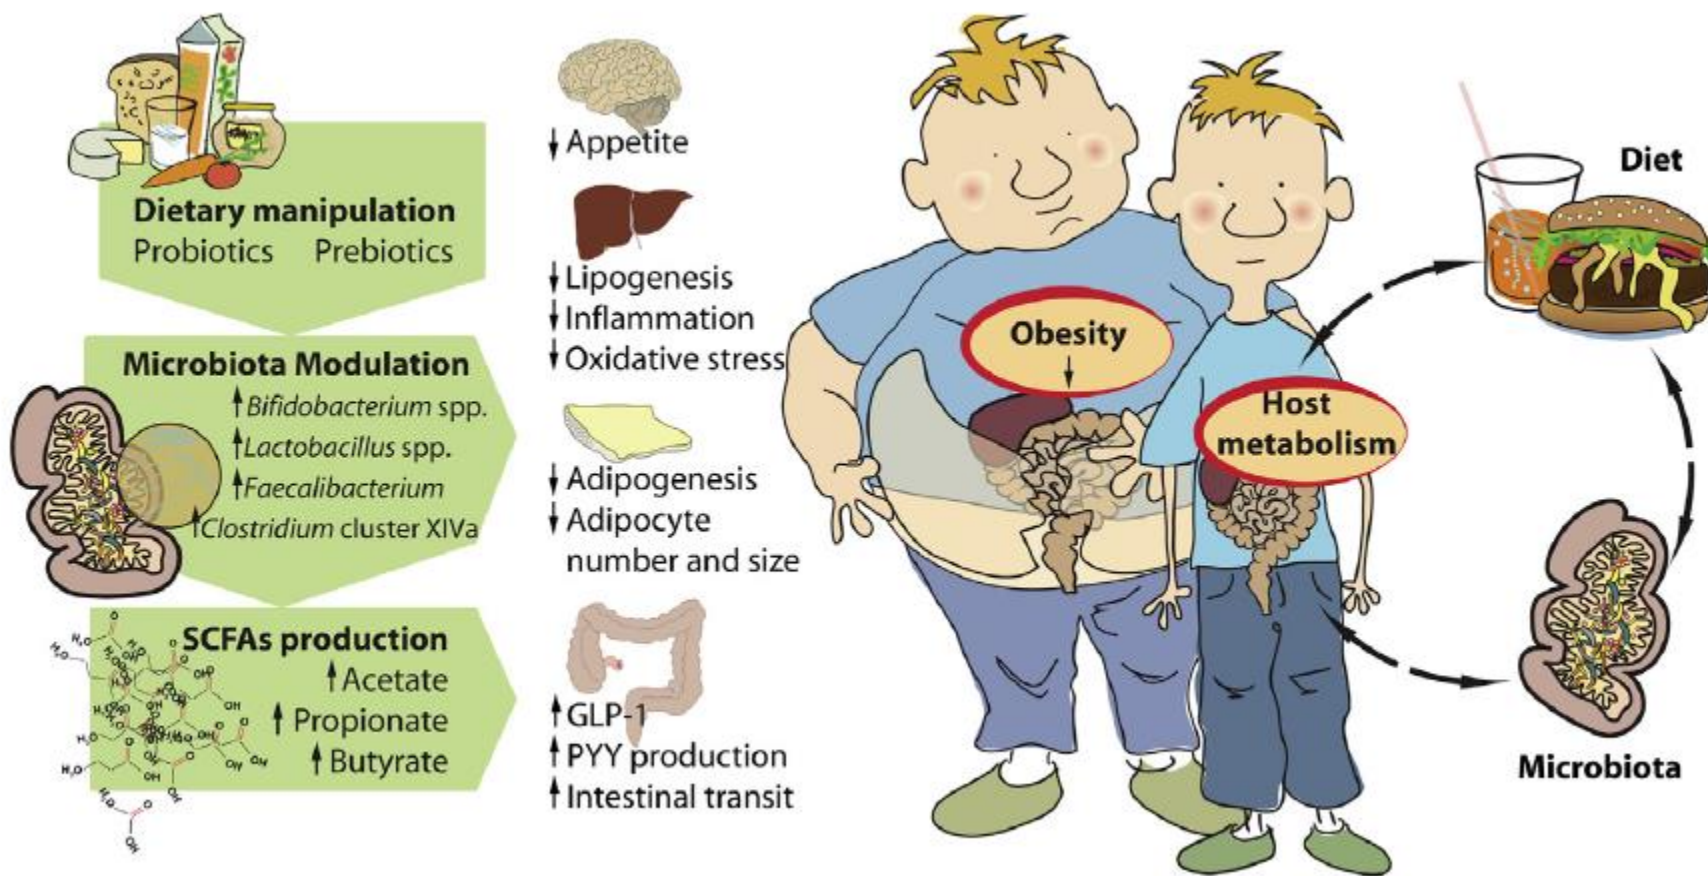 Dietary manipulation
Probiotics Prebiotics
Microbiota Modulation
↑Bifidobacterium spp.
↑Lactobacillus spp.
↑Faecalibacterium
↑Clostridium cluster XIVa
SCFAs production
↑Acetate
↑Propionate
↑Butyrate
↓Appetite
↓Lipogenesis
↓Inflammation
↓Oxidative stress
↓Adipogenesis
↓Adipocyte
number and size
↑GLP-1
↑PYY production
↑Intestinal transit
Obesity
Host
metabolism
Diet
Microbiota